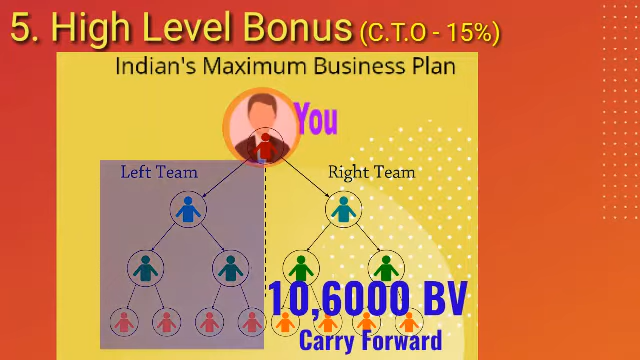 5. High Level Bonus (C.T.O - 15%)
Indian's Maximum Business Plan
You
Left Team
Right Team
10,6000 BV
Carry Forward